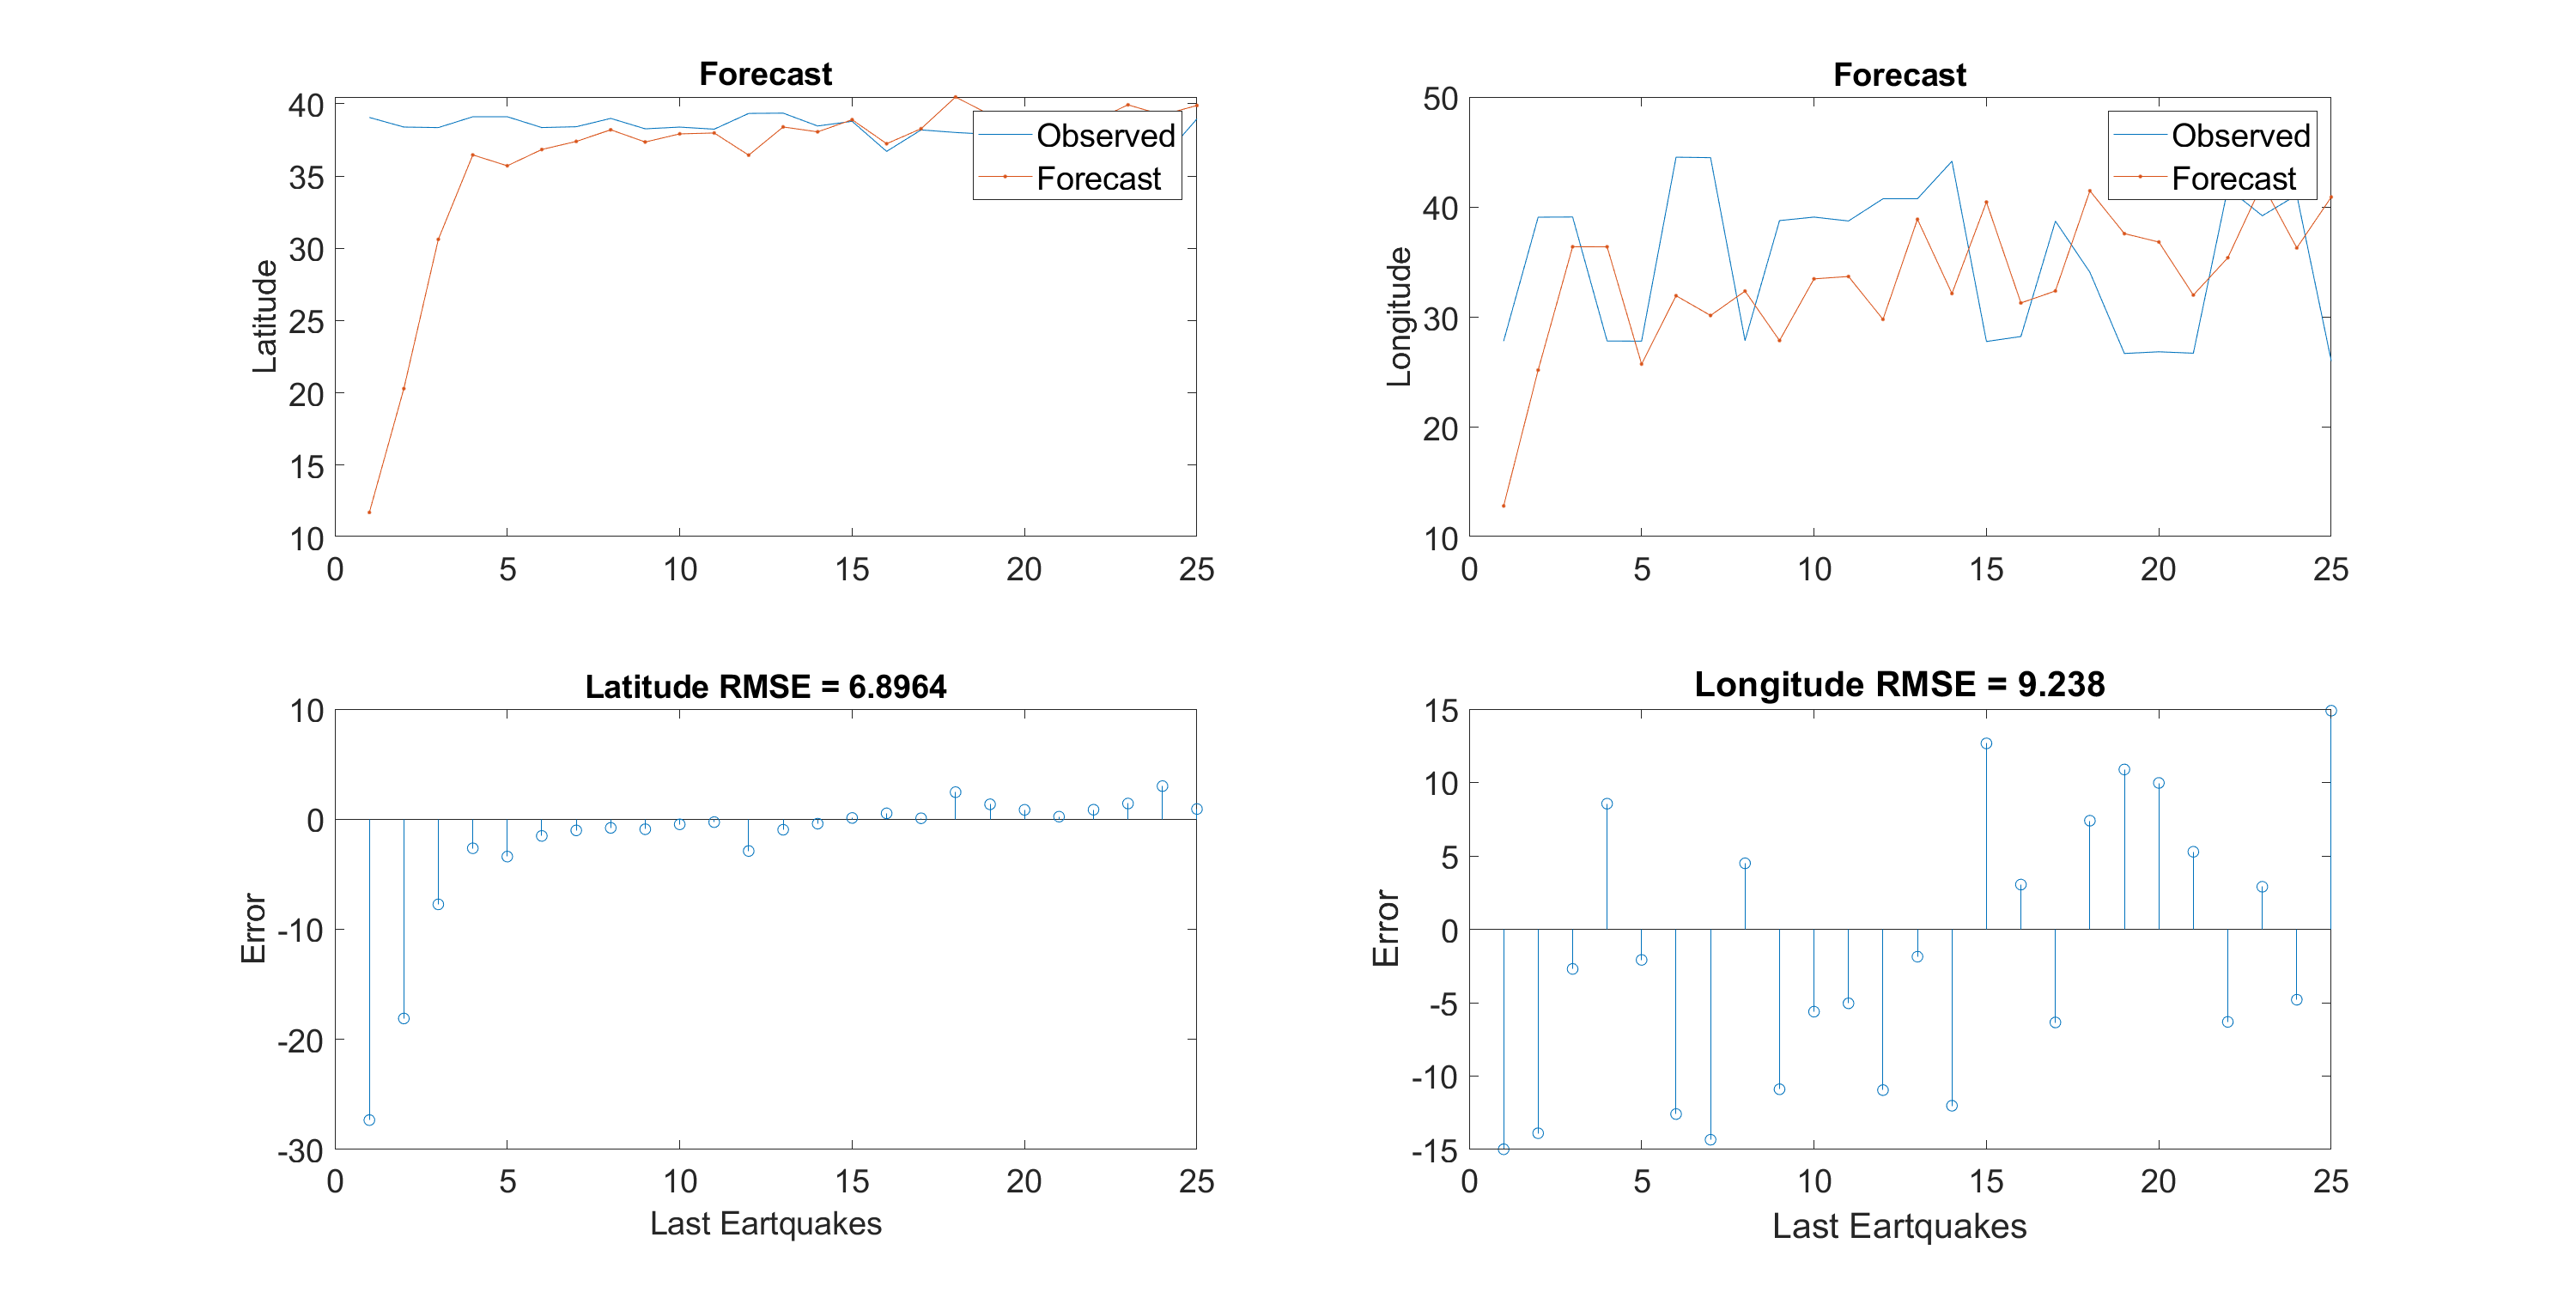 Forecast
40
35
30
25
20
15
10
Latitude
Observed
Forecast
0 5 10 15 20 25
Forecast
50
40
30
20
10
Longitude
Observed
Forecast
0 5 10 15 20 25
Latitude RMSE = 6.8964
10
0
-10
-20
-30
Error
0 5 10 15 20 25
Last Eartquakes
Longitude RMSE = 9.238
15
10
5
0
-5
-10
-15
Error
0 5 10 15 20 25
Last Eartquakes